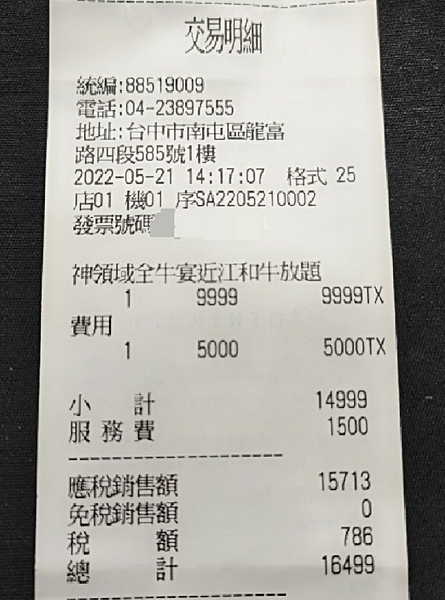 交易明細
統編:88519009
電話:04-23897555
地址:台中市南屯區龍富
路四段585號1樓
2022-05-21 14:17:07 格式 25
店01 機01 序SA2205210002
發票號碼
神領域全牛宴近江和牛放題
1 9999 9999TX
費用
1 5000 5000TX
小計 14999
服務費 1500
應稅銷售額 15713
免稅銷售額 0
稅額 786
總計 16499